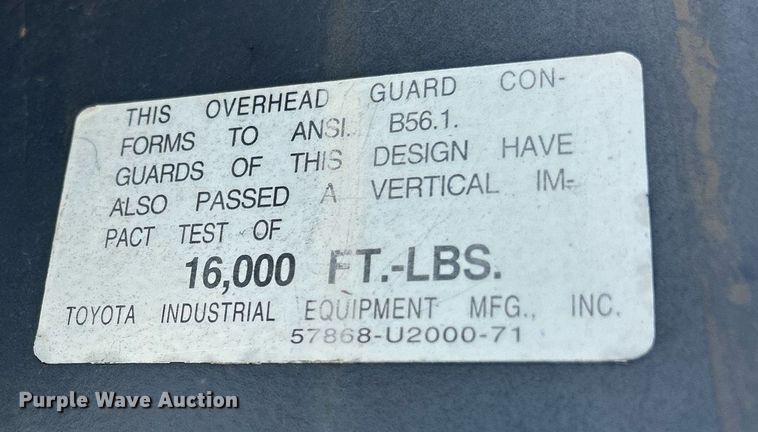 THIS OVERHEAD GUARD CON-
FORMS TO ANSI. B56.1.
GUARDS OF THIS DESIGN HAVE
ALSO PASSED A VERTICAL IM-
PACT TEST OF
16,000 FT.-LBS.
TOYOTA INDUSTRIAL EQUIPMENT MFG., INC.
57868-U2000-71
Purple Wave Auction